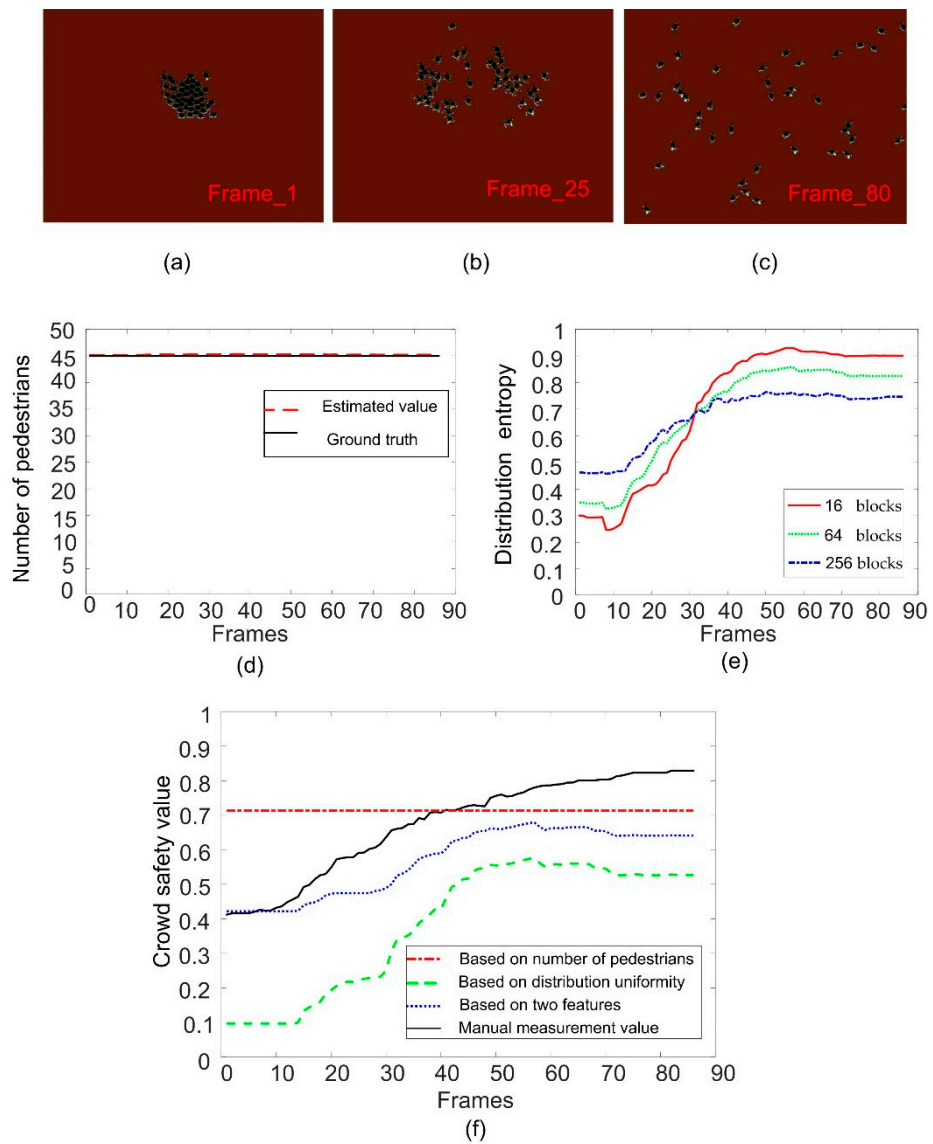 Frame_1
Frame_25
Frame_80
(a)
(b)
(c)
Number of pedestrians
50
45
40
35
30
25
20
15
10
5
0
0 10 20 30 40 50 60 70 80 90
Frames
Estimated value
Ground truth
(d)
Distribution entropy
1
0.9
0.8
0.7
0.6
0.5
0.4
0.3
0.2
0.1
0
0 10 20 30 40 50 60 70 80 90
Frames
16 blocks
64 blocks
256 blocks
(e)
Crowd safety value
1
0.9
0.8
0.7
0.6
0.5
0.4
0.3
0.2
0.1
0
0 10 20 30 40 50 60 70 80 90
Frames
Based on number of pedestrians
Based on distribution uniformity
Based on two features
Manual measurement value
(f)